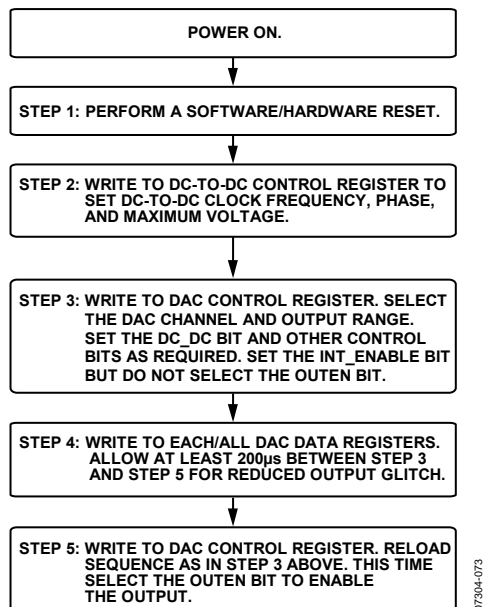 POWER ON.
STEP 1: PERFORM A SOFTWARE/HARDWARE RESET.
STEP 2: WRITE TO DC-TO-DC CONTROL REGISTER TO
SET DC-TO-DC CLOCK FREQUENCY, PHASE,
AND MAXIMUM VOLTAGE.
STEP 3: WRITE TO DAC CONTROL REGISTER. SELECT
THE DAC CHANNEL AND OUTPUT RANGE.
SET THE DC_DC BIT AND OTHER CONTROL
BITS AS REQUIRED. SET THE INT_ENABLE BIT
BUT DO NOT SELECT THE OUTEN BIT.
STEP 4: WRITE TO EACH/ALL DAC DATA REGISTERS.
ALLOW AT LEAST 200µs BETWEEN STEP 3
AND STEP 5 FOR REDUCED OUTPUT GLITCH.
STEP 5: WRITE TO DAC CONTROL REGISTER. RELOAD
SEQUENCE AS IN STEP 3 ABOVE. THIS TIME
SELECT THE OUTEN BIT TO ENABLE
THE OUTPUT.
07304-073